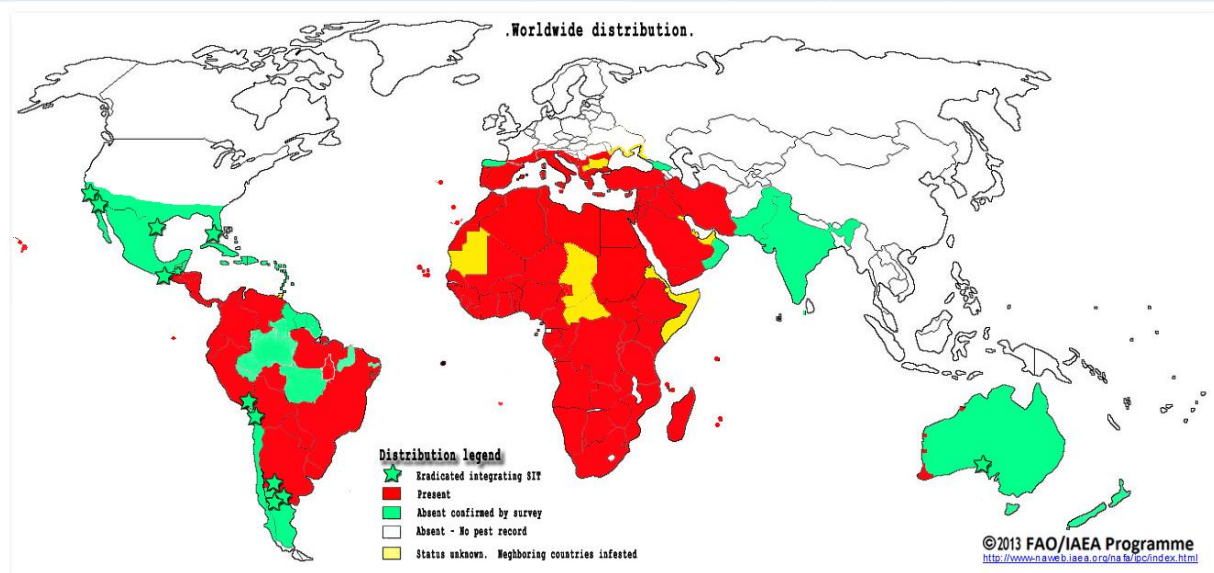 .Worldwide distribution.
Distribution legend
Eradicated integrating SIT
Present
Absent confirmed by survey
Absent - No pest record
Status unknown. Neghboring countries infested
©2013 FAO/IAEA Programme
http://www-naweb.iaea.org/nafa/ipc/index.html